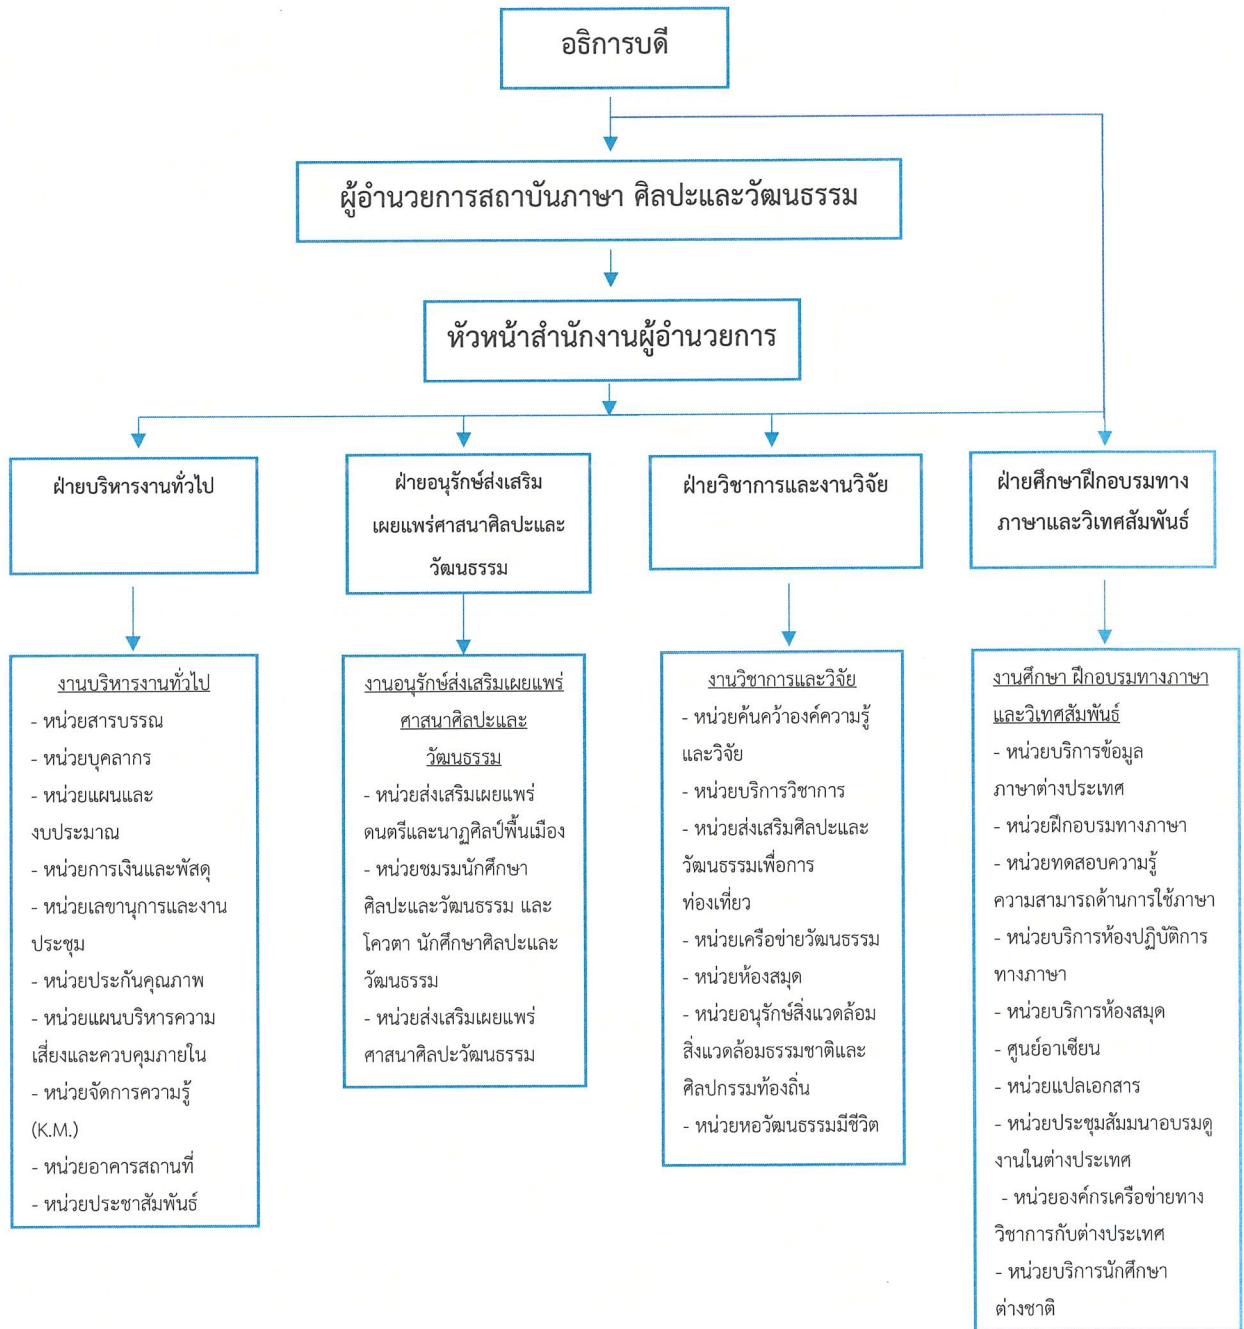 อธิการบดี
ผู้อำนวยการสถาบันภาษา ศิลปะและวัฒนธรรม
หัวหน้าสำนักงานผู้อำนวยการ
ฝ่ายบริหารงานทั่วไป
ฝ่ายอนุรักษ์ส่งเสริม
เผยแพร่ศาสนาศิลปะและ
วัฒนธรรม
ฝ่ายวิชาการและงานวิจัย
ฝ่ายศึกษาฝึกอบรมทาง
ภาษาและวิเทศสัมพันธ์
งานบริหารงานทั่วไป
- หน่วยสารบรรณ
- หน่วยบุคลากร
- หน่วยแผนและ
งบประมาณ
- หน่วยการเงินและพัสดุ
- หน่วยเลขานุการและงาน
ประชุม
- หน่วยประกันคุณภาพ
- หน่วยแผนบริหารความ
เสี่ยงและควบคุมภายใน
- หน่วยจัดการความรู้
(K.M.)
- หน่วยอาคารสถานที่
- หน่วยประชาสัมพันธ์
งานอนุรักษ์ส่งเสริมเผยแพร่
ศาสนาศิลปะและ
วัฒนธรรม
- หน่วยส่งเสริมเผยแพร่
ดนตรีและนาฏศิลป์พื้นเมือง
- หน่วยชมรมนักศึกษา
ศิลปะและวัฒนธรรม และ
โควตา นักศึกษาศิลปะและ
วัฒนธรรม
- หน่วยส่งเสริมเผยแพร่
ศาสนาศิลปะวัฒนธรรม
งานวิชาการและวิจัย
- หน่วยค้นคว้าองค์ความรู้
และวิจัย
- หน่วยบริการวิชาการ
- หน่วยส่งเสริมศิลปะและ
วัฒนธรรมเพื่อการ
ท่องเที่ยว
- หน่วยเครือข่ายวัฒนธรรม
- หน่วยห้องสมุด
- หน่วยอนุรักษ์สิ่งแวดล้อม
สิ่งแวดล้อมธรรมชาติและ
ศิลปกรรมท้องถิ่น
- หน่วยหอวัฒนธรรมมีชีวิต
งานศึกษา ฝึกอบรมทางภาษา
และวิเทศสัมพันธ์
- หน่วยบริการข้อมูล
ภาษาต่างประเทศ
- หน่วยฝึกอบรมทางภาษา
- หน่วยทดสอบความรู้
ความสามารถด้านการใช้ภาษา
- หน่วยบริการห้องปฏิบัติการ
ทางภาษา
- หน่วยบริการห้องสมุด
- ศูนย์อาเซียน
- หน่วยแปลเอกสาร
- หน่วยประชุมสัมมนาอบรมดู
งานในต่างประเทศ
- หน่วยองค์กรเครือข่ายทาง
วิชาการกับต่างประเทศ
- หน่วยบริการนักศึกษา
ต่างชาติ